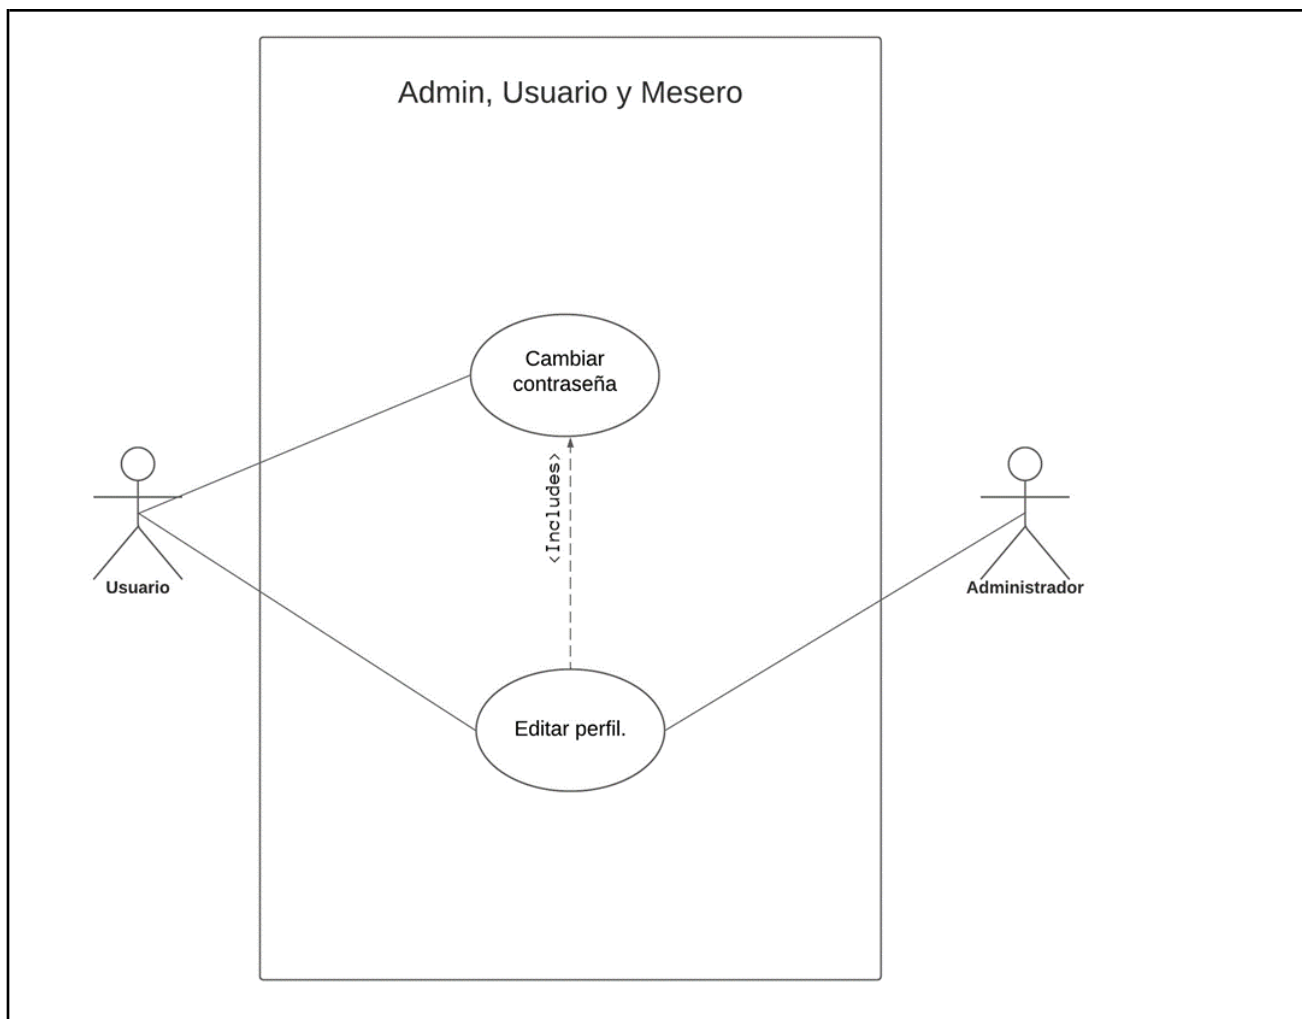 Admin, Usuario y Mesero
Cambiar
contraseña
<Includes>
Usuario
Administrador
Editar perfil.